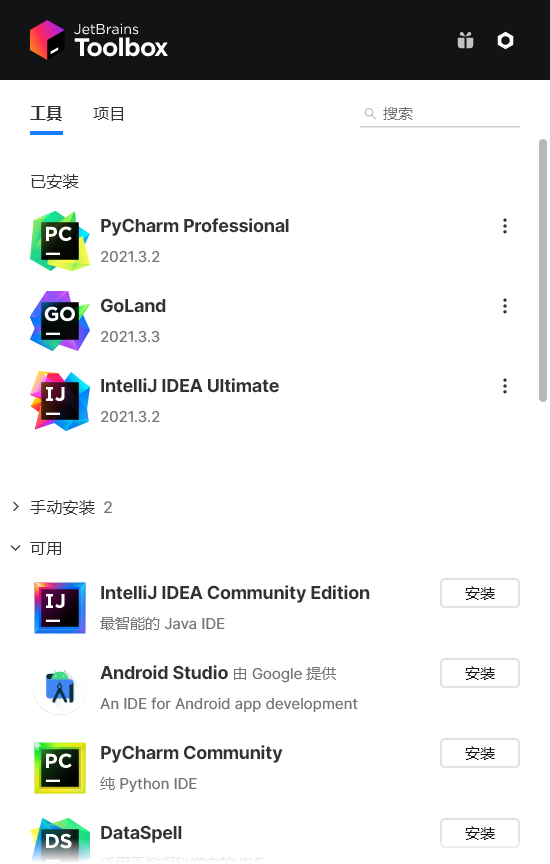 JetBrains
Toolbox
工具 项目 搜索
已安装
PC PyCharm Professional
2021.3.2
GO GoLand
2021.3.3
IJ IntelliJ IDEA Ultimate
2021.3.2
手动安装 2
可用
IJ IntelliJ IDEA Community Edition 安装
最智能的 Java IDE
Android Studio 由 Google 提供 安装
An IDE for Android app development
PC PyCharm Community 安装
纯 Python IDE
DS DataSpell 安装